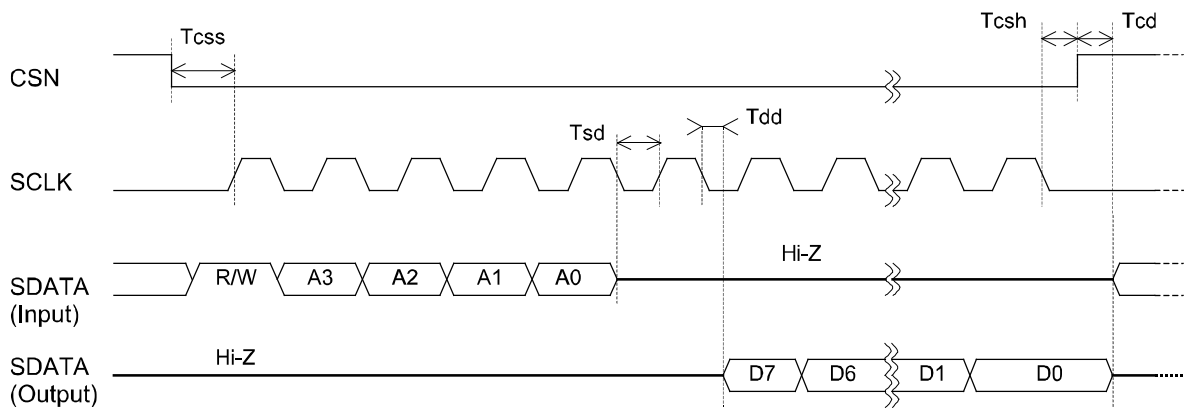 Tcss
Tcsh
Tcd
CSN
Tsd
Tdd
SCLK
Hi-Z
R/W
A3
A2
A1
A0
SDATA
(Input)
Hi-Z
SDATA
(Output)
D7
D6
D1
D0